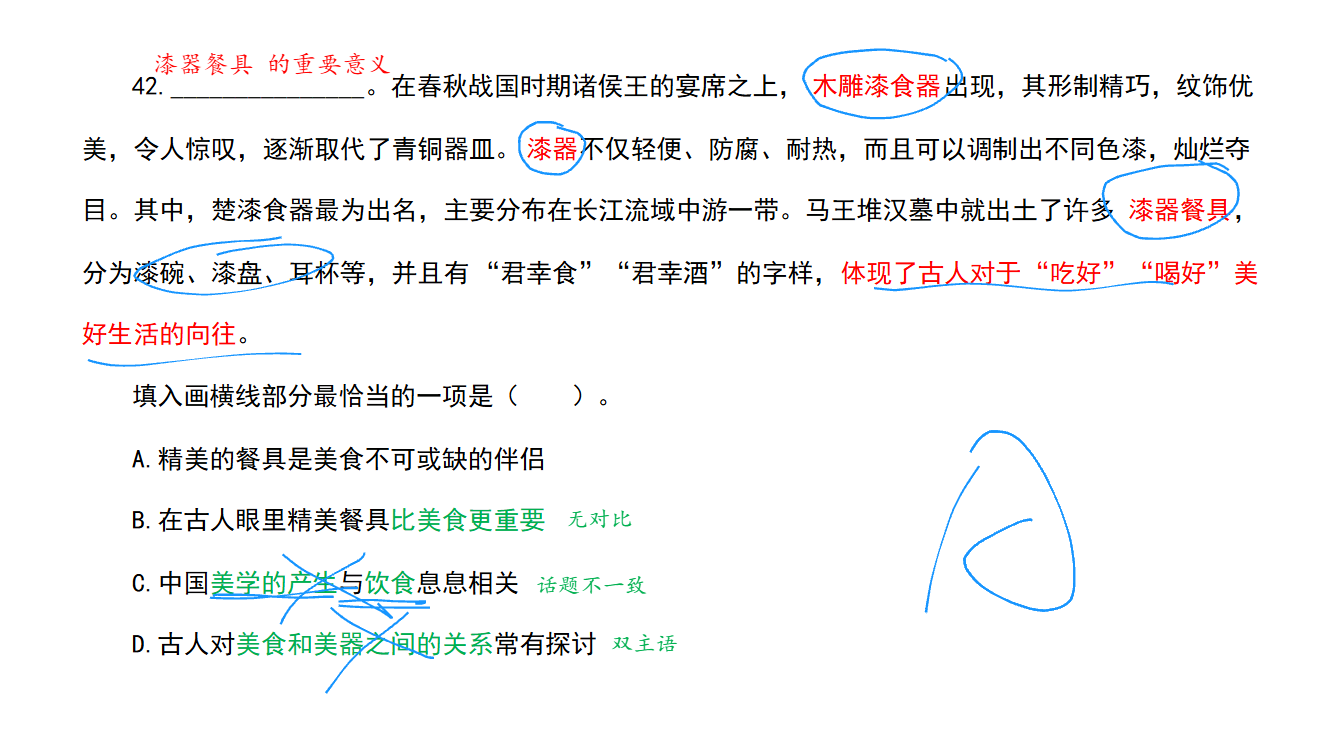 漆器餐具 的重要意义
42.______________。在春秋战国时期诸侯王的宴席之上，木雕漆食器出现，其形制精巧，纹饰优
美，令人惊叹，逐渐取代了青铜器皿。漆器不仅轻便、防腐、耐热，而且可以调制出不同色漆，灿烂夺
目。其中，楚漆食器最为出名，主要分布在长江流域中游一带。马王堆汉墓中就出土了许多 漆器餐具，
分为漆碗、漆盘、耳杯等，并且有“君幸食”“君幸酒”的字样，体现了古人对于“吃好”“喝好”美
好生活的向往。
填入画横线部分最恰当的一项是（　　）。
A.精美的餐具是美食不可或缺的伴侣
B.在古人眼里精美餐具比美食更重要 无对比
C.中国美学的产生与饮食息息相关 话题不一致
D.古人对美食和美器之间的关系常有探讨 双主语
A